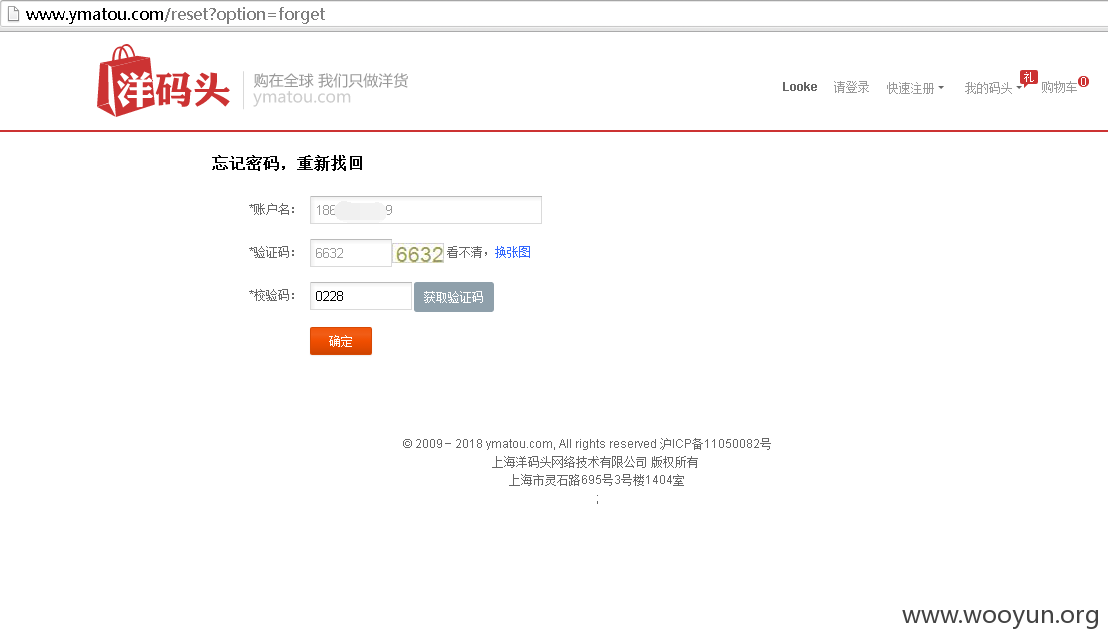 www.ymatou.com/reset?option=forget
洋码头
购在全球 我们只做洋货
ymatou.com
Looke 请登录 快速注册 我的码头 礼 购物车 0
忘记密码，重新找回
*账户名： 186 9
*验证码： 6632 6632 看不清，换张图
*校验码： 0228 获取验证码
确定
© 2009 – 2018 ymatou.com, All rights reserved 沪ICP备11050082号
上海洋码头网络技术有限公司 版权所有
上海市灵石路695号3号楼1404室
;
www.wooyun.org